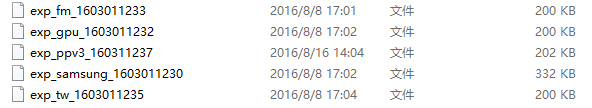 exp_fm_1603011233 2016/8/8 17:01 文件 200 KB
exp_gpu_1603011232 2016/8/8 17:02 文件 200 KB
exp_ppv3_160311237 2016/8/16 14:04 文件 202 KB
exp_samsung_1603011230 2016/8/8 17:02 文件 332 KB
exp_tw_1603011235 2016/8/8 17:04 文件 200 KB